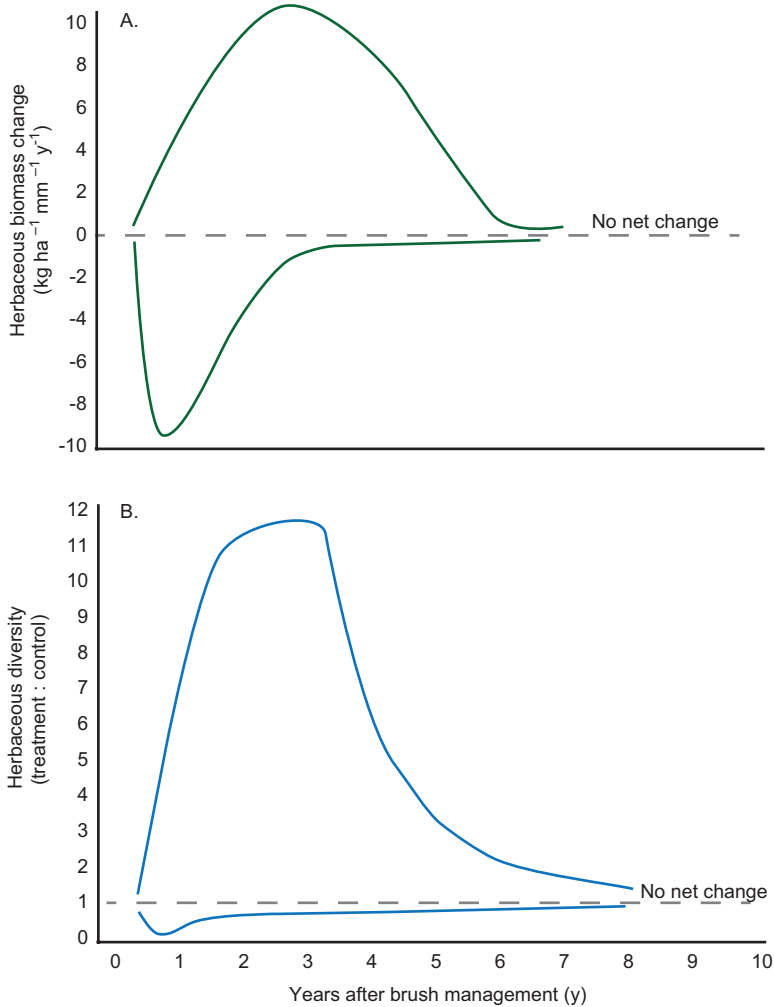 A.
Herbaceous biomass change
(kg ha⁻¹ mm⁻¹ y⁻¹)
10
8
6
4
2
0
-2
-4
-6
-8
-10
No net change
B.
Herbaceous diversity
(treatment : control)
12
11
10
9
8
7
6
5
4
3
2
1
0
No net change
0 1 2 3 4 5 6 7 8 9 10
Years after brush management (y)